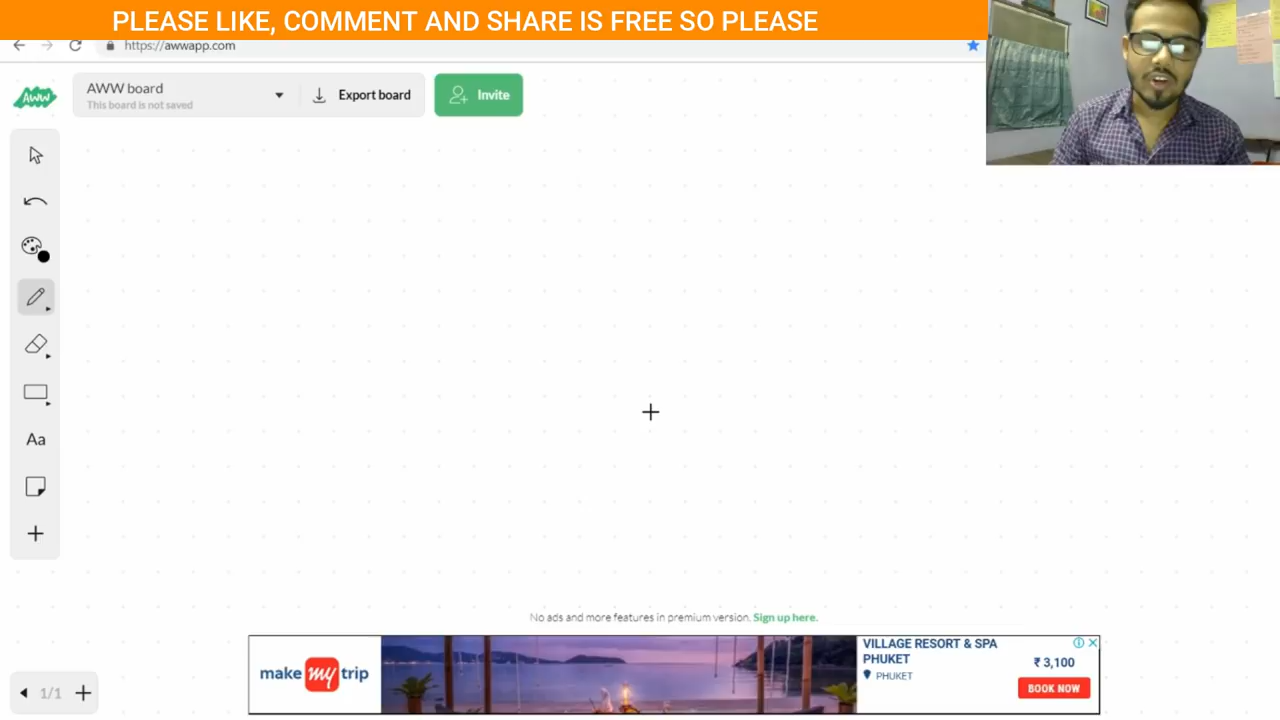 PLEASE LIKE, COMMENT AND SHARE IS FREE SO PLEASE
https://awwapp.com
AWW
AWW board
This board is not saved
Export board
Invite
Aa
No ads and more features in premium version. Sign up here.
make my trip
VILLAGE RESORT & SPA
PHUKET
PHUKET
₹ 3,100
BOOK NOW
1/1